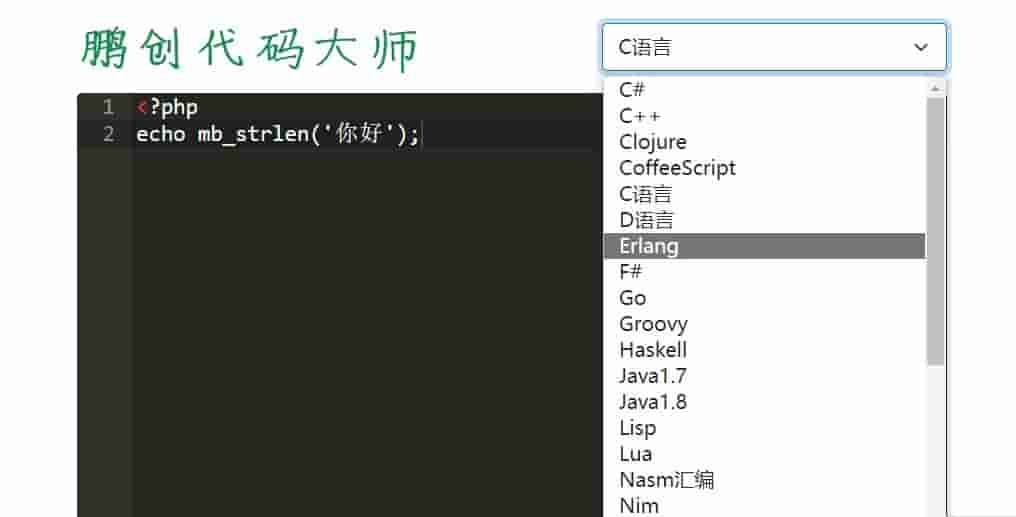 鹏创代码大师
C语言
1 <?php
2 echo mb_strlen('你好');
C#
C++
Clojure
CoffeeScript
C语言
D语言
Erlang
F#
Go
Groovy
Haskell
Java1.7
Java1.8
Lisp
Lua
Nasm汇编
Nim